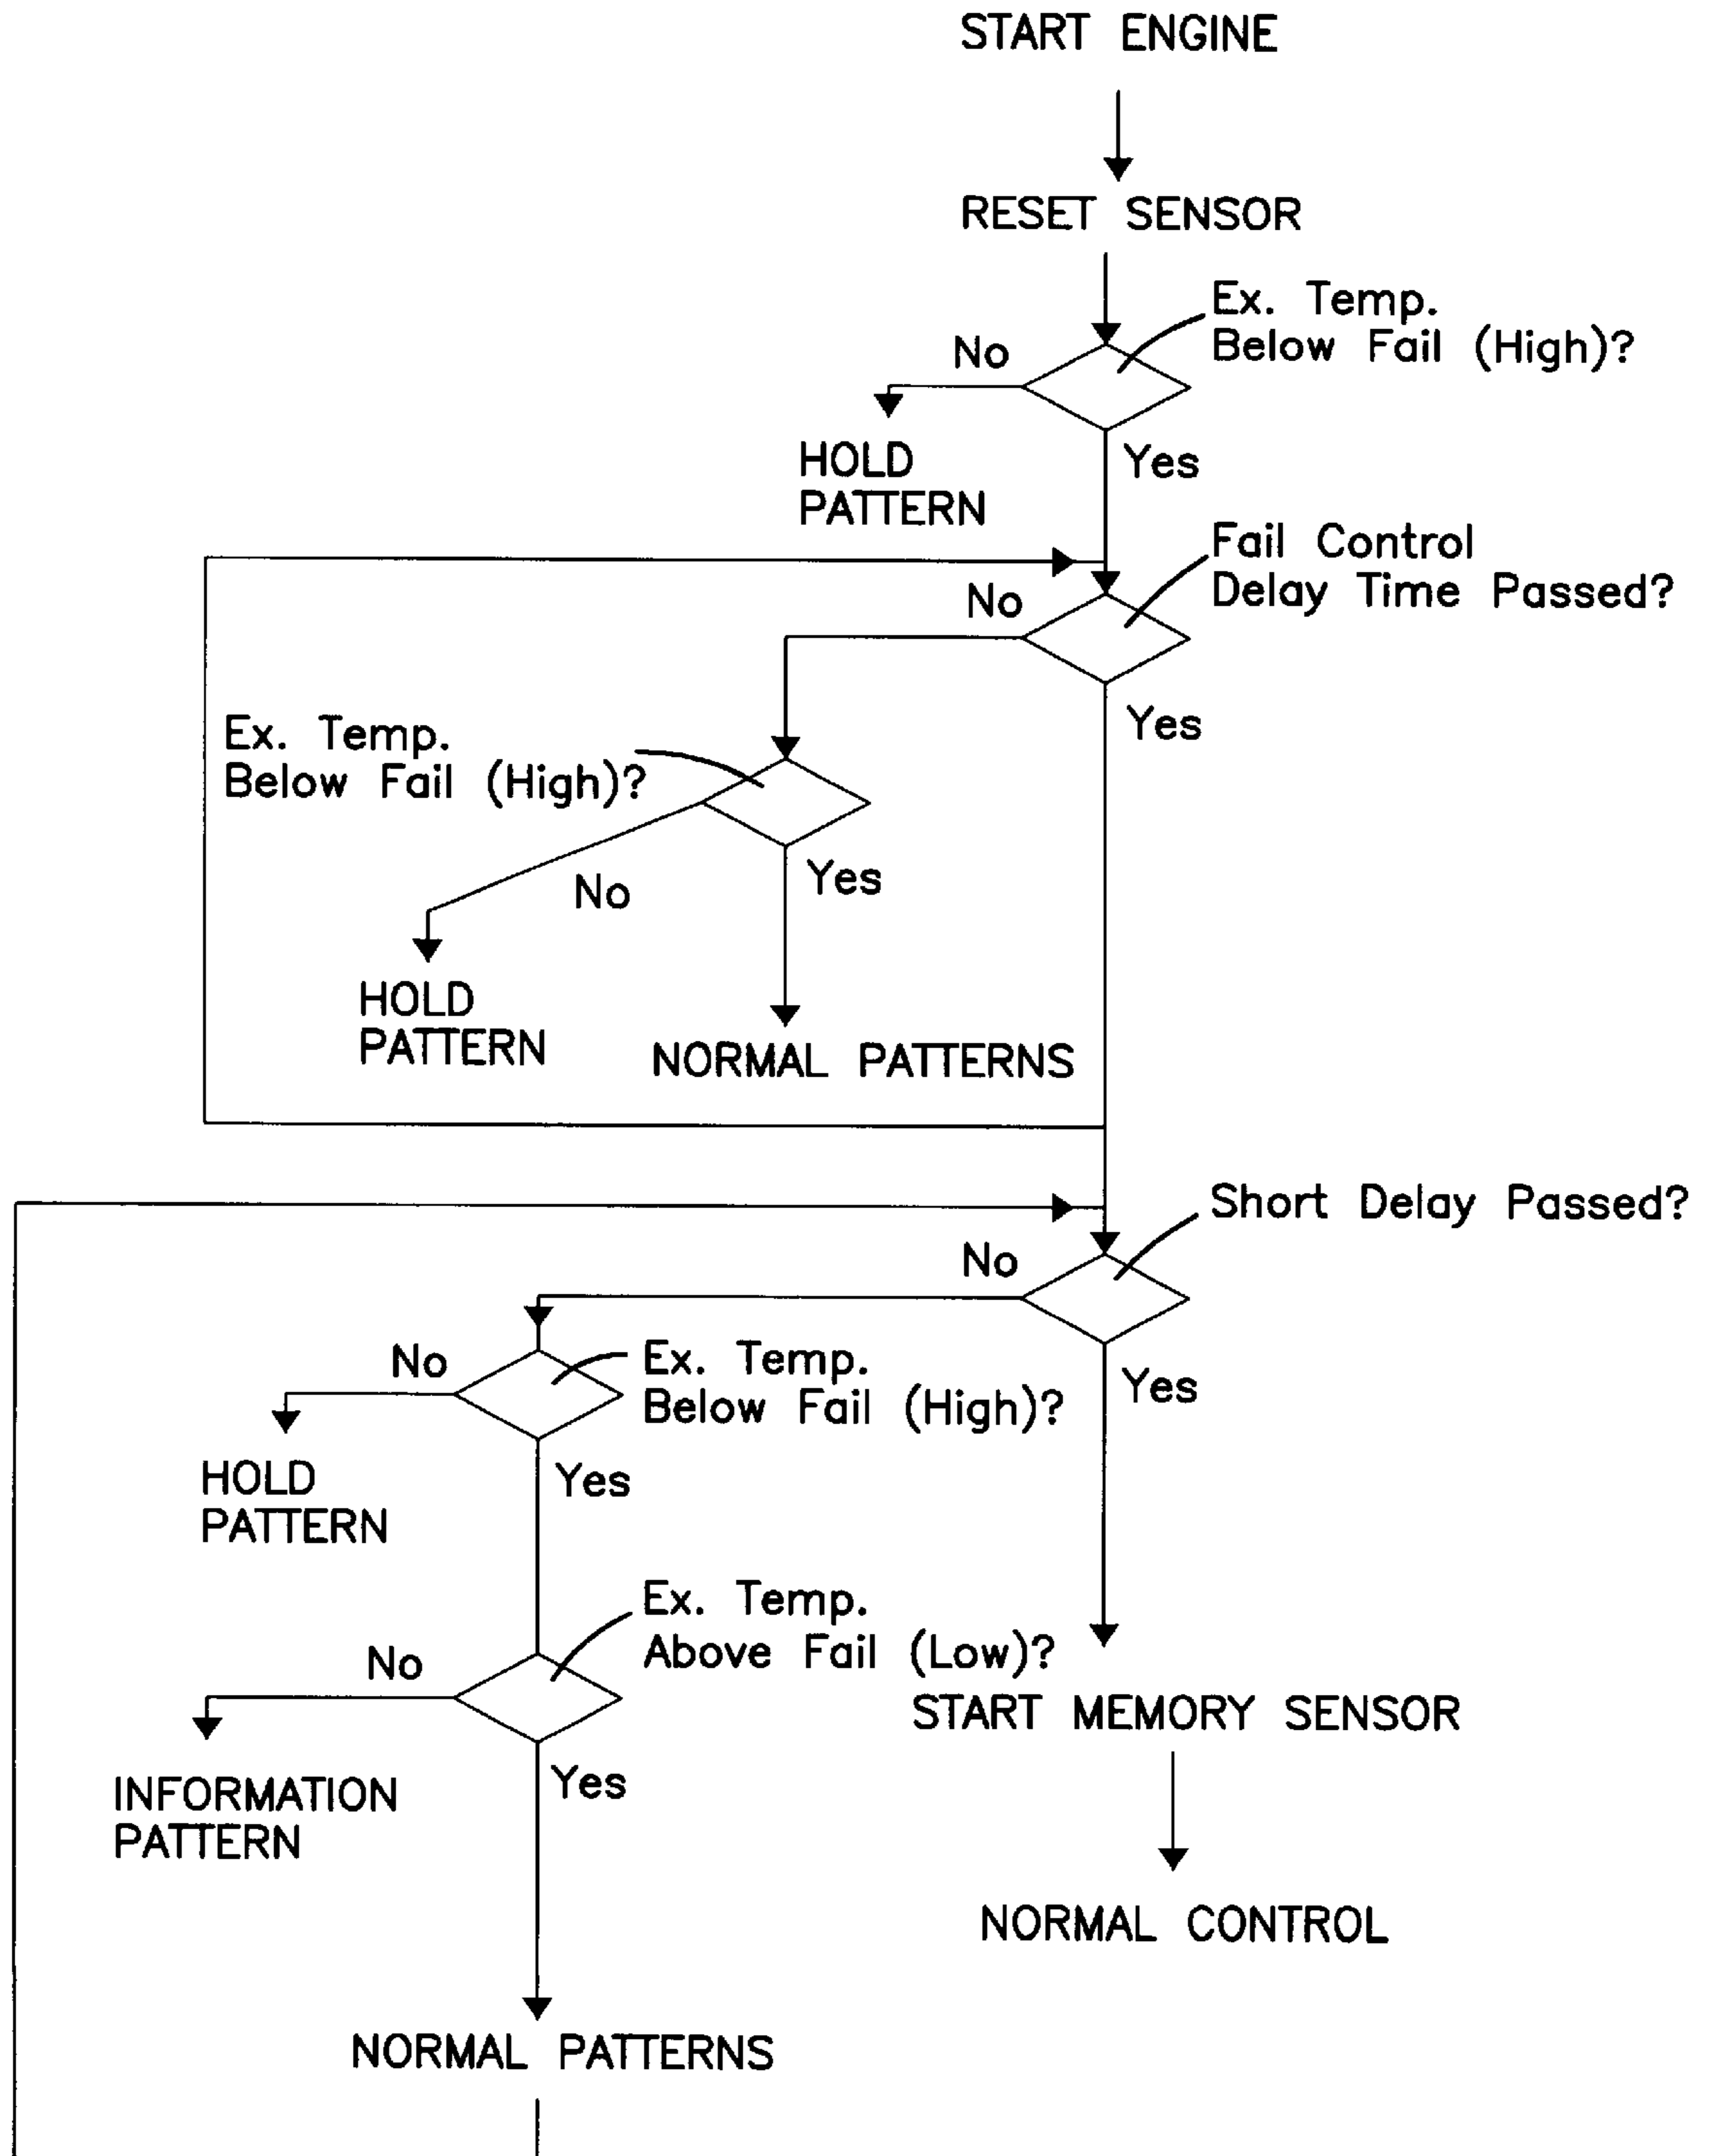 START ENGINE
RESET SENSOR
Ex. Temp.
Below Fail (High)?
No
Yes
HOLD
PATTERN
Fail Control
Delay Time Passed?
No
Yes
Ex. Temp.
Below Fail (High)?
No
Yes
HOLD
PATTERN
NORMAL PATTERNS
Short Delay Passed?
No
Yes
Ex. Temp.
Below Fail (High)?
No
Yes
HOLD
PATTERN
Ex. Temp.
Above Fail (Low)?
No
Yes
START MEMORY SENSOR
INFORMATION
PATTERN
NORMAL CONTROL
NORMAL PATTERNS